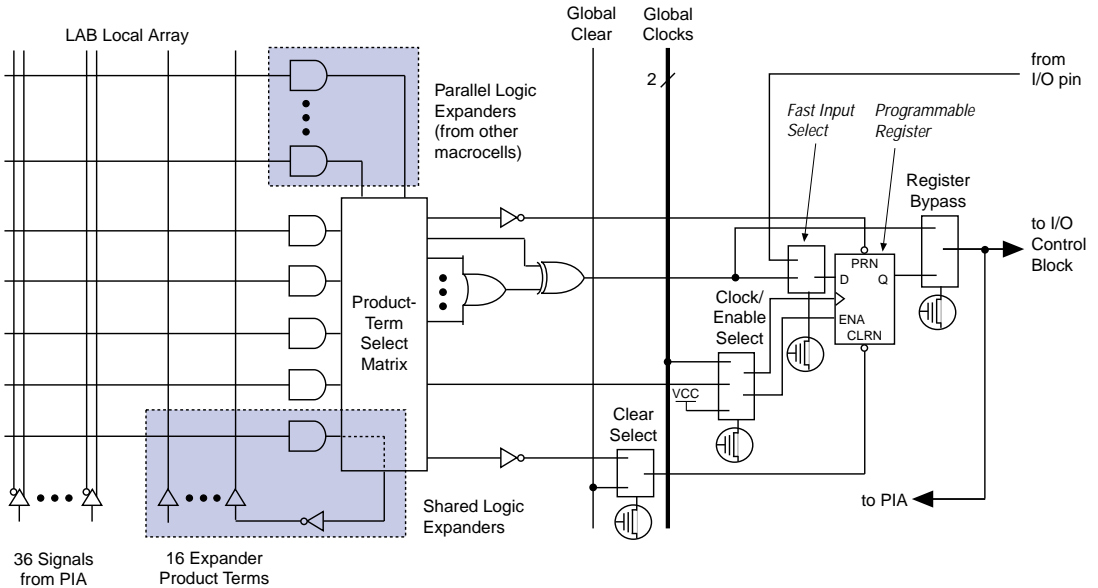 LAB Local Array
Global
Clear
Global
Clocks
2
from
I/O pin
Parallel Logic
Expanders
(from other
macrocells)
Fast Input
Select
Programmable
Register
Register
Bypass
to I/O
Control
Block
PRN
D
Q
ENA
CLRN
Clock/
Enable
Select
Product-
Term
Select
Matrix
VCC
Clear
Select
Shared Logic
Expanders
to PIA
36 Signals
from PIA
16 Expander
Product Terms